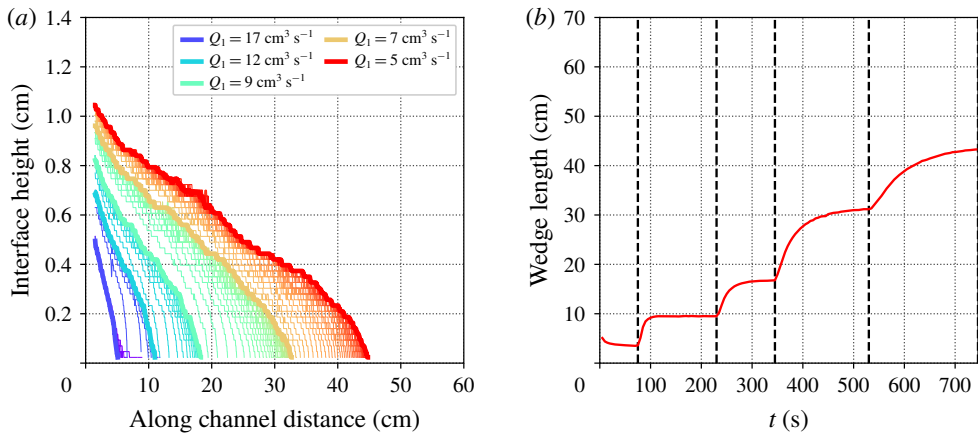 (a)
1.4
1.2
1.0
0.8
0.6
0.4
0.2
0
10
20
30
40
50
60
Interface height (cm)
Along channel distance (cm)
Q₁ = 17 cm³ s⁻¹
Q₁ = 12 cm³ s⁻¹
Q₁ = 9 cm³ s⁻¹
Q₁ = 7 cm³ s⁻¹
Q₁ = 5 cm³ s⁻¹
(b)
70
60
50
40
30
20
10
0
100
200
300
400
500
600
700
Wedge length (cm)
t (s)